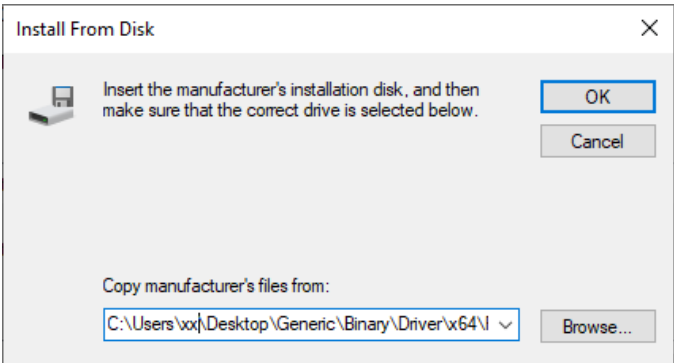 Install From Disk
Insert the manufacturer's installation disk, and then
make sure that the correct drive is selected below.
OK
Cancel
Copy manufacturer's files from:
C:\Users\xx\Desktop\Generic\Binary\Driver\x64\
Browse...